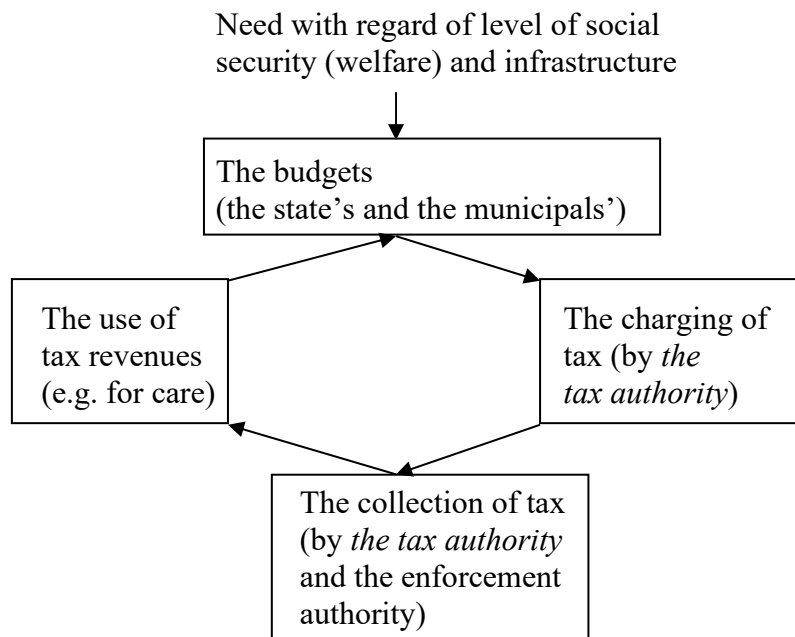 Need with regard of level of social
security (welfare) and infrastructure
The budgets
(the state’s and the municipals’)
The use of
tax revenues
(e.g. for care)
The charging of
tax (by the
tax authority)
The collection of tax
(by the tax authority
and the enforcement
authority)